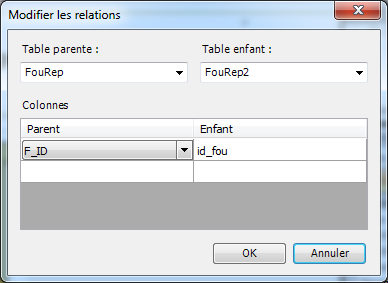 Modifier les relations
Table parente : Table enfant :
FouRep FouRep2
Colonnes
Parent Enfant
F_ID id_fou
OK Annuler